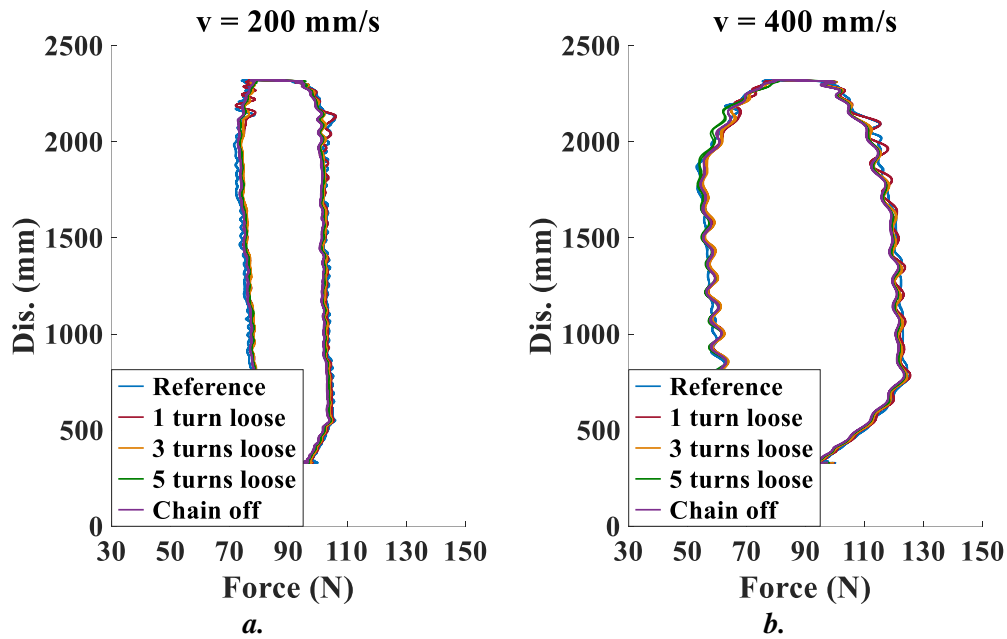 v = 200 mm/s
2500
2000
1500
1000
500
0
Dis. (mm)
Reference
1 turn loose
3 turns loose
5 turns loose
Chain off
30 50 70 90 110 130 150
Force (N)
a.
v = 400 mm/s
2500
2000
1500
1000
500
0
Dis. (mm)
Reference
1 turn loose
3 turns loose
5 turns loose
Chain off
30 50 70 90 110 130 150
Force (N)
b.